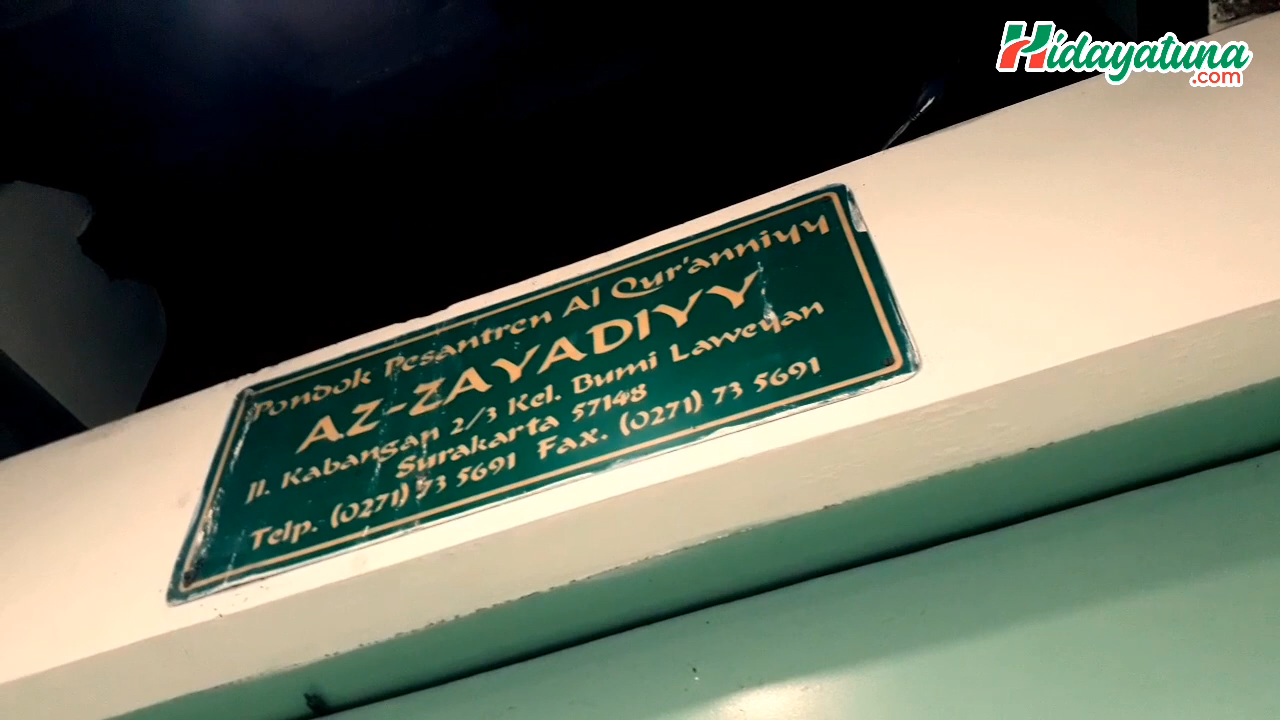 Hidayatuna
.com
Pondok Pesantren Al Qur'anniyy
AZ-ZAYADIYY
Jl. Kabangan 2/3 Kel. Bumi Laweyan
Surakarta 57148
Telp. (0271) 73 5691 Fax. (0271) 73 5691